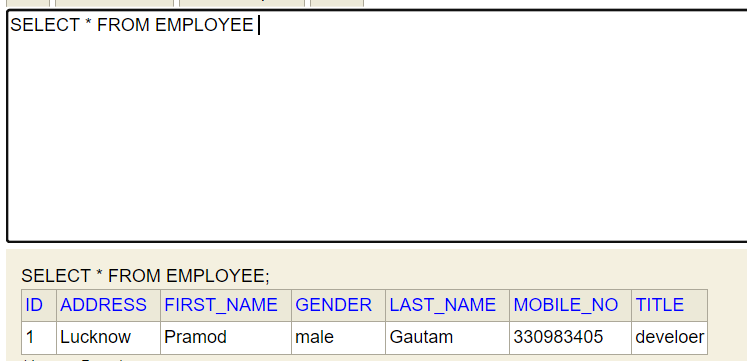 SELECT * FROM EMPLOYEE
SELECT * FROM EMPLOYEE;
ID ADDRESS FIRST_NAME GENDER LAST_NAME MOBILE_NO TITLE
1 Lucknow Pramod male Gautam 330983405 develoer